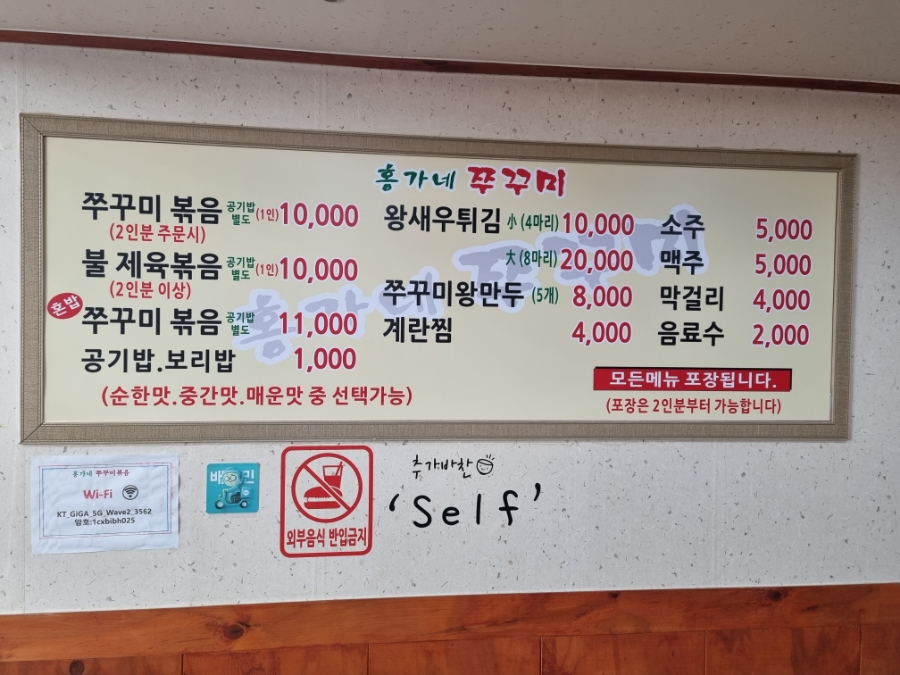 홍가네 쭈꾸미
쭈꾸미 볶음 공기밥 별도 (1인) 10,000
(2인분 주문시)
불 제육볶음 공기밥 별도 (1인) 10,000
(2인분 이상)
혼밥 쭈꾸미 볶음 공기밥 별도 11,000
공기밥.보리밥 1,000
(순한맛.중간맛.매운맛 중 선택가능)
왕새우튀김 小 (4마리) 10,000
大 (8마리) 20,000
쭈꾸미왕만두 (5개) 8,000
계란찜 4,000
소주 5,000
맥주 5,000
막걸리 4,000
음료수 2,000
모든메뉴 포장됩니다.
(포장은 2인분부터 가능합니다)
홍가네 쭈꾸미
홍가네 쭈꾸미볶음
Wi-Fi
KT_GiGA_5G_Wave2_3562
암호:1cxbibh025
배민
외부음식 반입금지
추가반찬
'Self'